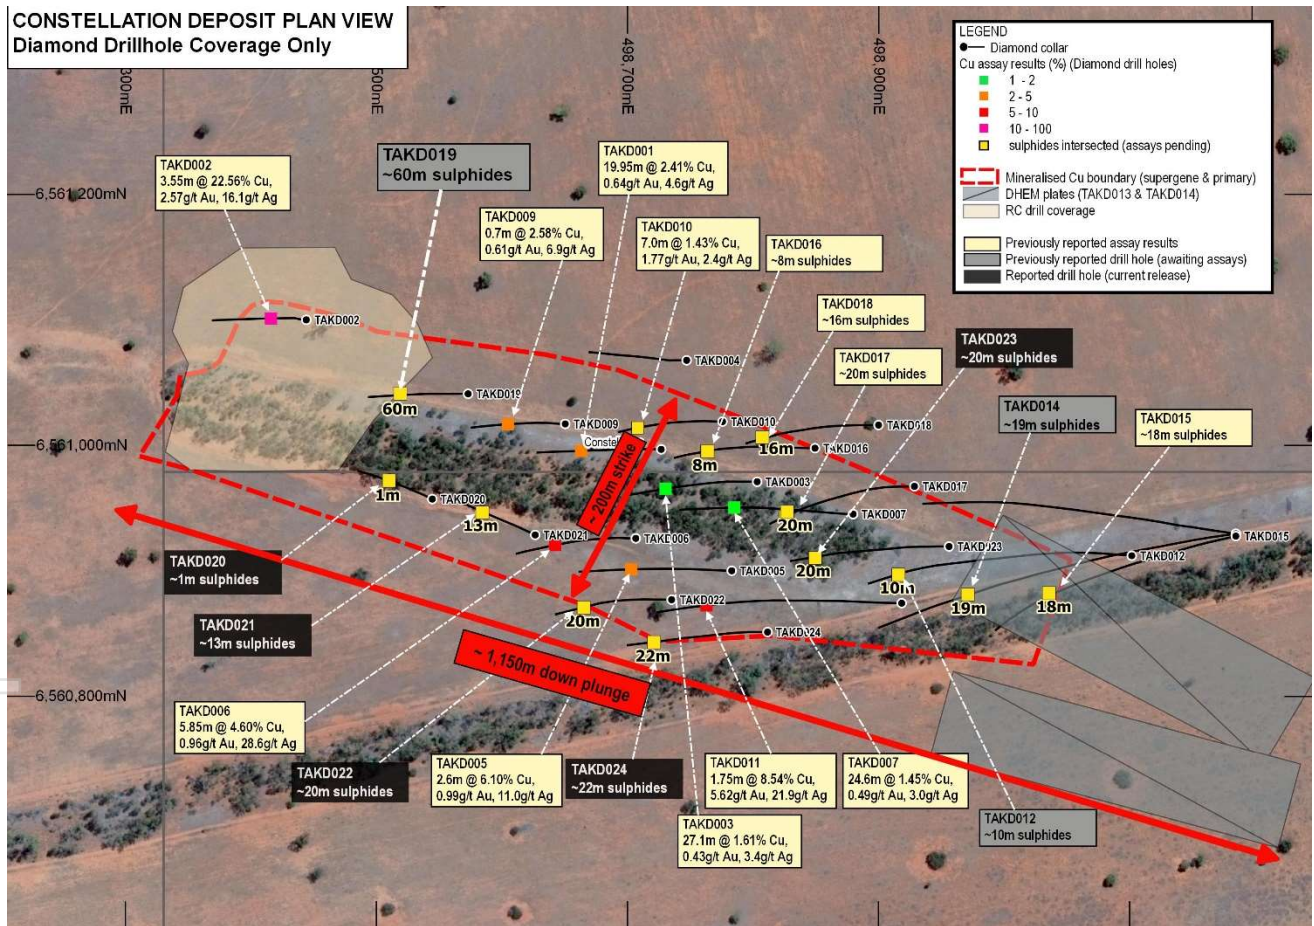 CONSTELLATION DEPOSIT PLAN VIEW
Diamond Drillhole Coverage Only
498,700mE
498,900mE
LEGEND
Diamond collar
Cu assay results (%) (Diamond drill holes)
1 - 2
2 - 5
5 - 10
10 - 100
sulphides intersected (assays pending)
Mineralised Cu boundary (supergene & primary)
DHEM plates (TAKD013 & TAKD014)
RC drill coverage
Previously reported assay results
Previously reported drill hole (awaiting assays)
Reported drill hole (current release)
6,561,200mN
TAKD002
3.55m @ 22.56% Cu,
2.57g/t Au, 16.1g/t Ag
TAKD019
~60m sulphides
TAKD001
19.95m @ 2.41% Cu,
0.64g/t Au, 4.6g/t Ag
TAKD009
0.7m @ 2.58% Cu,
0.61g/t Au, 6.9g/t Ag
TAKD010
7.0m @ 1.43% Cu,
1.77g/t Au, 2.4g/t Ag
TAKD016
~8m sulphides
TAKD018
~16m sulphides
TAKD017
~20m sulphides
TAKD023
~20m sulphides
TAKD014
~19m sulphides
TAKD015
~18m sulphides
TAKD002
TAKD004
TAKD019
60m
TAKD009
TAKD010
TAKD018
Constel
8m
16m
TAKD016
6,561,000mN
~ 200m strike
1m
TAKD020
TAKD003
TAKD017
13m
20m
TAKD007
TAKD021
TAKD006
TAKD023
TAKD015
TAKD012
20m
TAKD005
10m
19m
18m
TAKD022
20m
TAKD024
22m
TAKD020
~1m sulphides
TAKD021
~13m sulphides
~ 1,150m down plunge
6,560,800mN
TAKD006
5.85m @ 4.60% Cu,
0.96g/t Au, 28.6g/t Ag
TAKD022
~20m sulphides
TAKD005
2.6m @ 6.10% Cu,
0.99g/t Au, 11.0g/t Ag
TAKD024
~22m sulphides
TAKD011
1.75m @ 8.54% Cu,
5.62g/t Au, 21.9g/t Ag
TAKD007
24.6m @ 1.45% Cu,
0.49g/t Au, 3.0g/t Ag
TAKD003
27.1m @ 1.61% Cu,
0.43g/t Au, 3.4g/t Ag
TAKD012
~10m sulphides